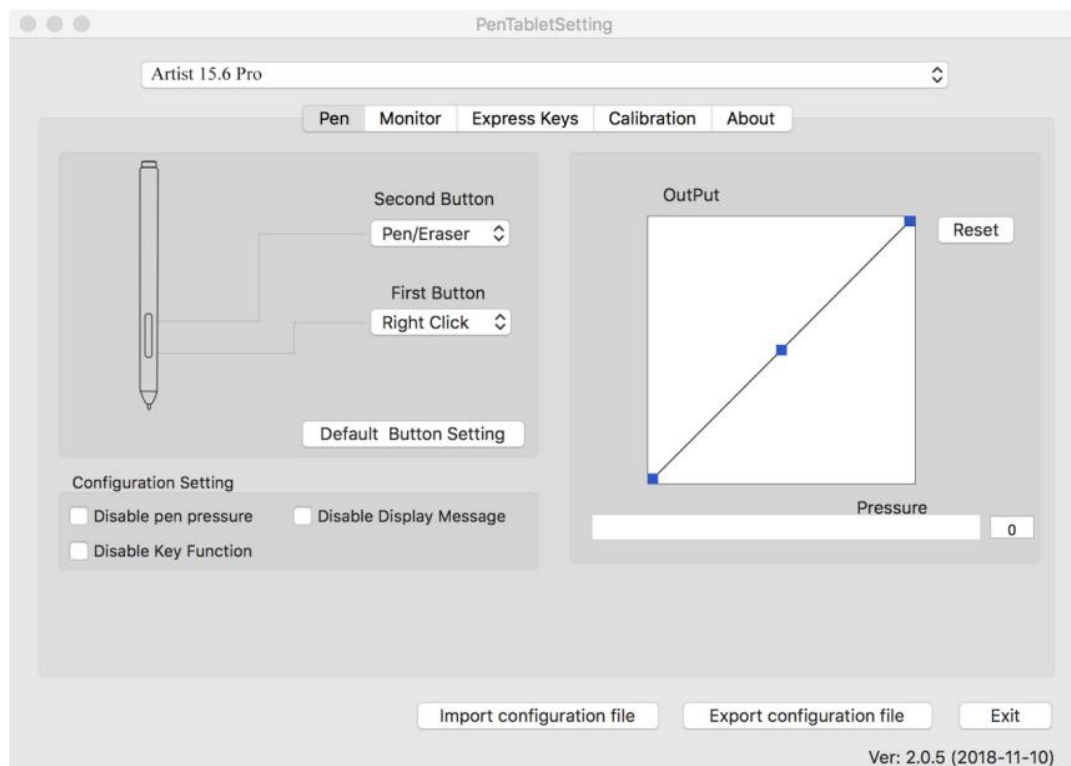 PenTabletSetting
Artist 15.6 Pro
Pen Monitor Express Keys Calibration About
Second Button
Pen/Eraser
First Button
Right Click
Default Button Setting
Configuration Setting
Disable pen pressure Disable Display Message
Disable Key Function
OutPut
Reset
Pressure
0
Import configuration file Export configuration file Exit
Ver: 2.0.5 (2018-11-10)